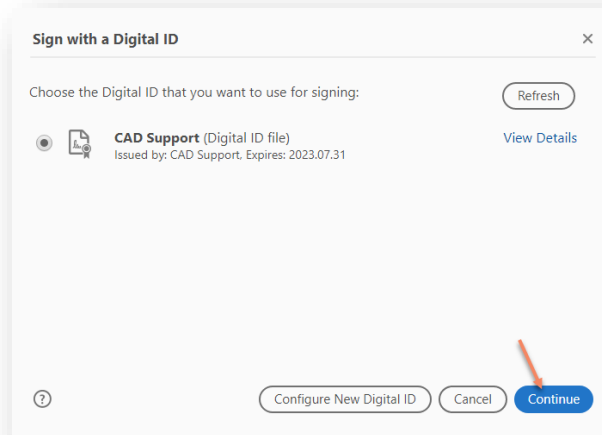 Sign with a Digital ID
Choose the Digital ID that you want to use for signing:
Refresh
CAD Support (Digital ID file)
View Details
Issued by: CAD Support, Expires: 2023.07.31
?
Configure New Digital ID
Cancel
Continue